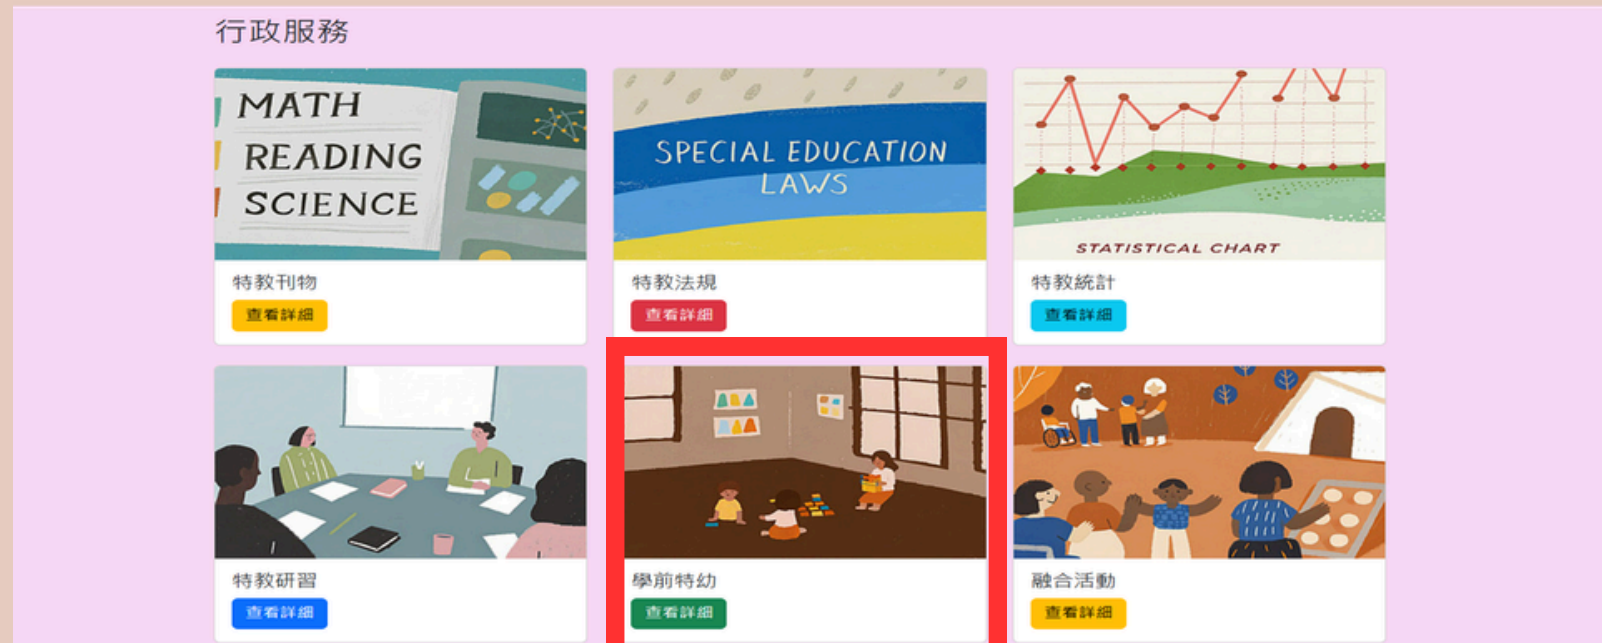 行政服務
MATH
READING
SCIENCE
SPECIAL EDUCATION
LAWS
STATISTICAL CHART
特教刊物
查看詳細
特教法規
查看詳細
特教統計
查看詳細
特教研習
查看詳細
學前特幼
查看詳細
融合活動
查看詳細